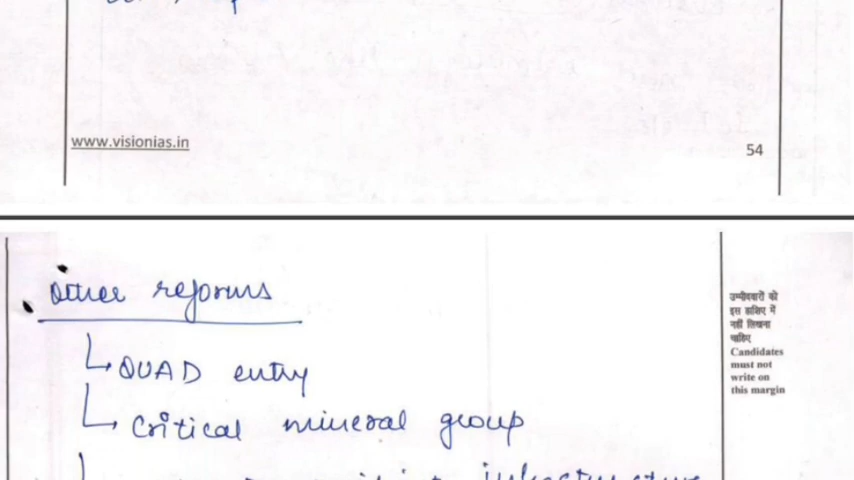 www.visionias.in
54
Other reforms
QUAD entry
Critical mineral group
infrastructure
उम्मीदवारों को
इस हाशिए में
नहीं लिखना
चाहिए
Candidates
must not
write on
this margin